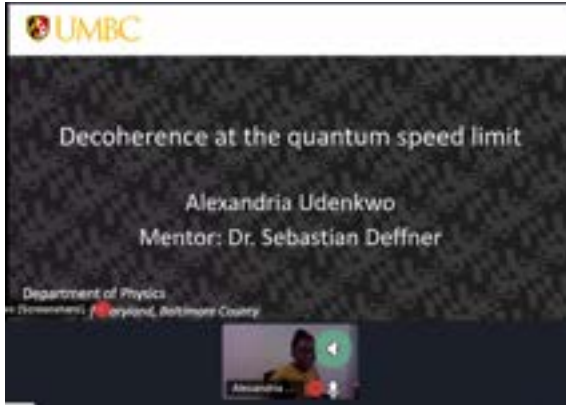 UMBC
Decoherence at the quantum speed limit
Alexandria Udenkwo
Mentor: Dr. Sebastian Deffner
Department of Physics
Baltimore County
Alexandria ...